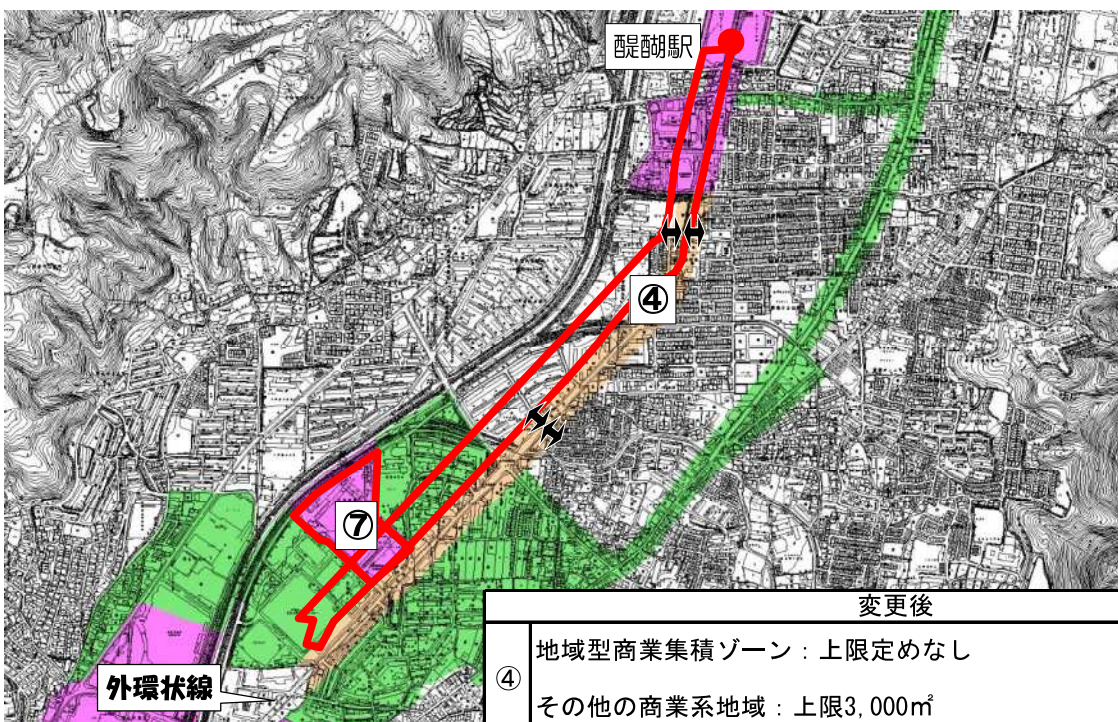 醍醐駅
④
⑦
外環状線
変更後
④
地域型商業集積ゾーン：上限定めなし
その他の商業系地域：上限3,000㎡